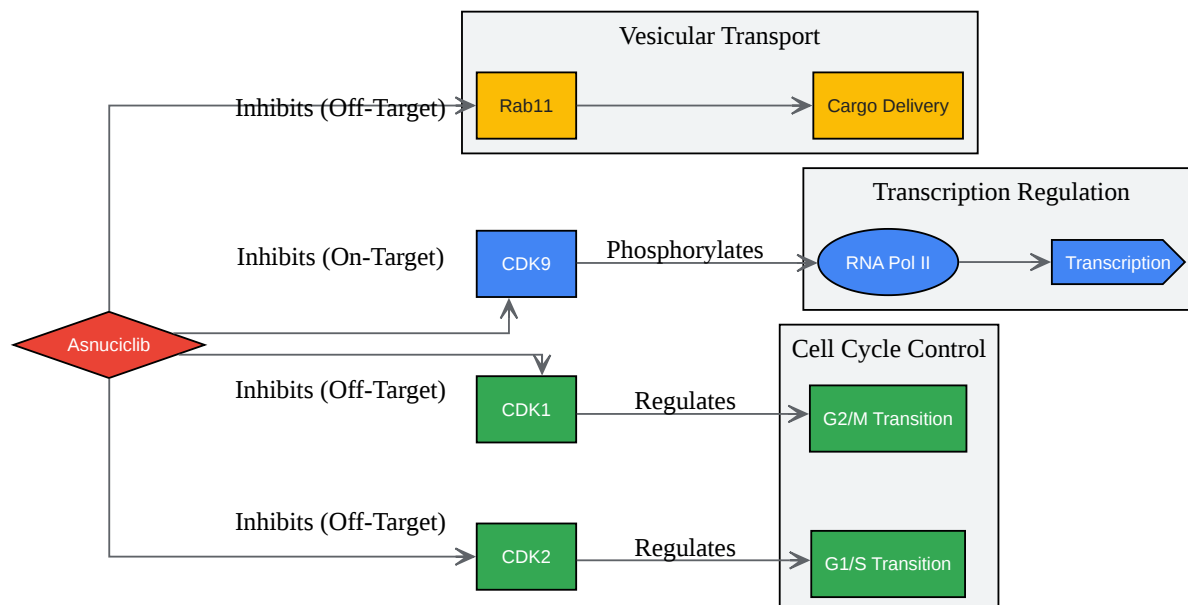 Vesicular Transport
Inhibits (Off-Target)
Rab11
Cargo Delivery
Transcription Regulation
Inhibits (On-Target)
CDK9
Phosphorylates
RNA Pol II
Transcription
Asnuciclib
Cell Cycle Control
Inhibits (Off-Target)
CDK1
Regulates
G2/M Transition
Inhibits (Off-Target)
CDK2
Regulates
G1/S Transition